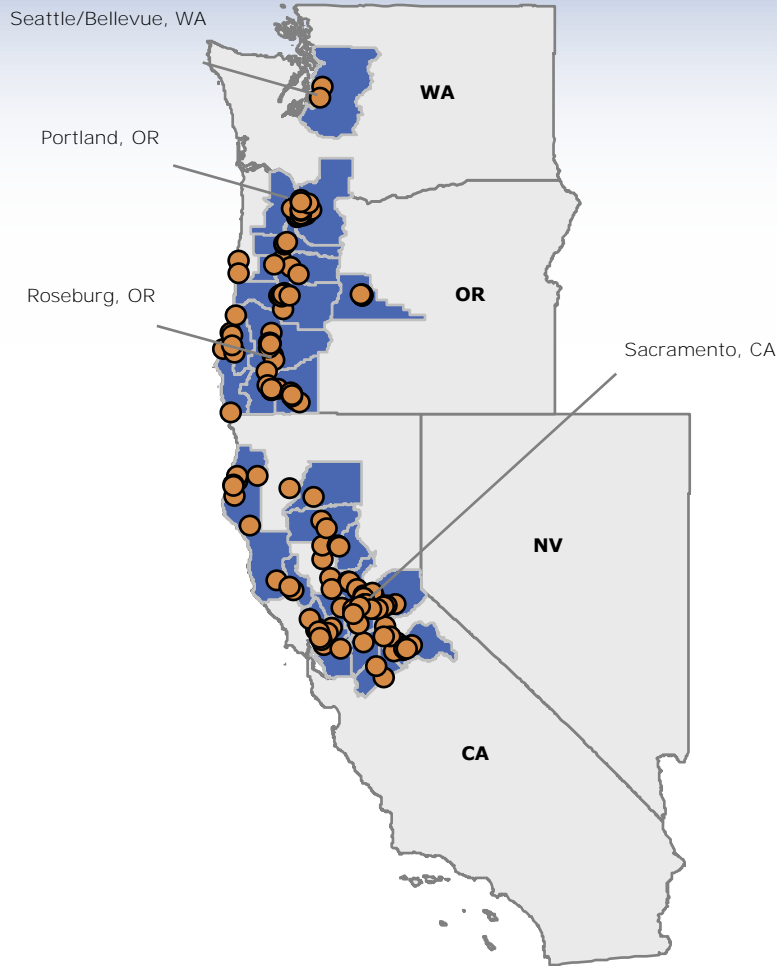 Seattle/Bellevue, WA
WA
Portland, OR
Roseburg, OR
OR
Sacramento, CA
NV
CA